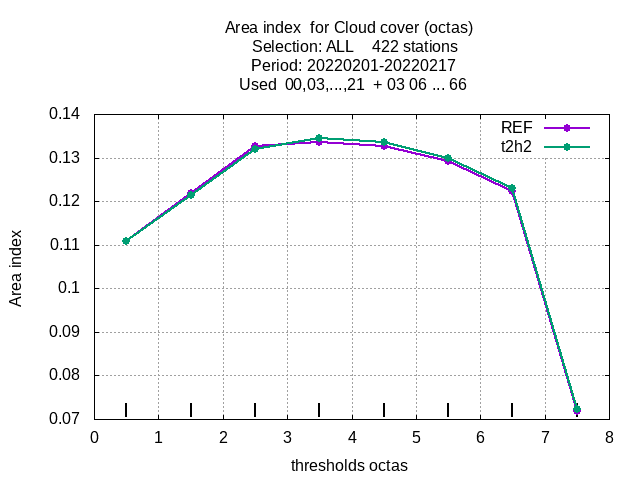 Area index  for Cloud cover (octas)
Selection: ALL    422 stations
Period: 20220201-20220217
Used  00,03,...,21  + 03 06 ... 66
0.14
REF
t2h2
0.13
0.12
0.11
Area index
0.1
0.09
0.08
0.07
0 1 2 3 4 5 6 7 8
thresholds octas